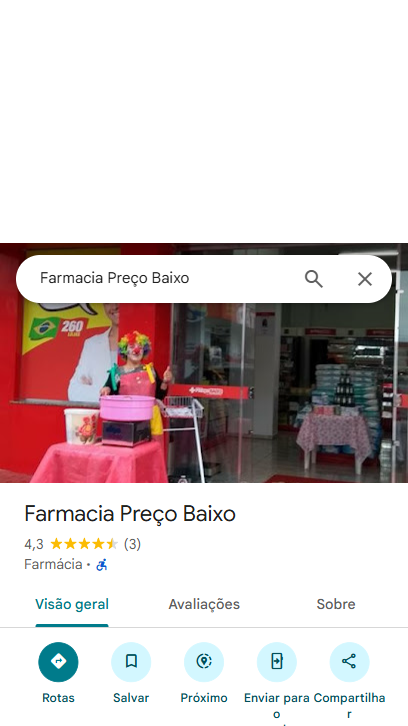 Farmacia Preço Baixo
260
Farmacia Preço Baixo
4,3 (3)
Farmácia ·
Visão geral
Avaliações
Sobre
Rotas
Salvar
Próximo
Enviar para o
Compartilhar